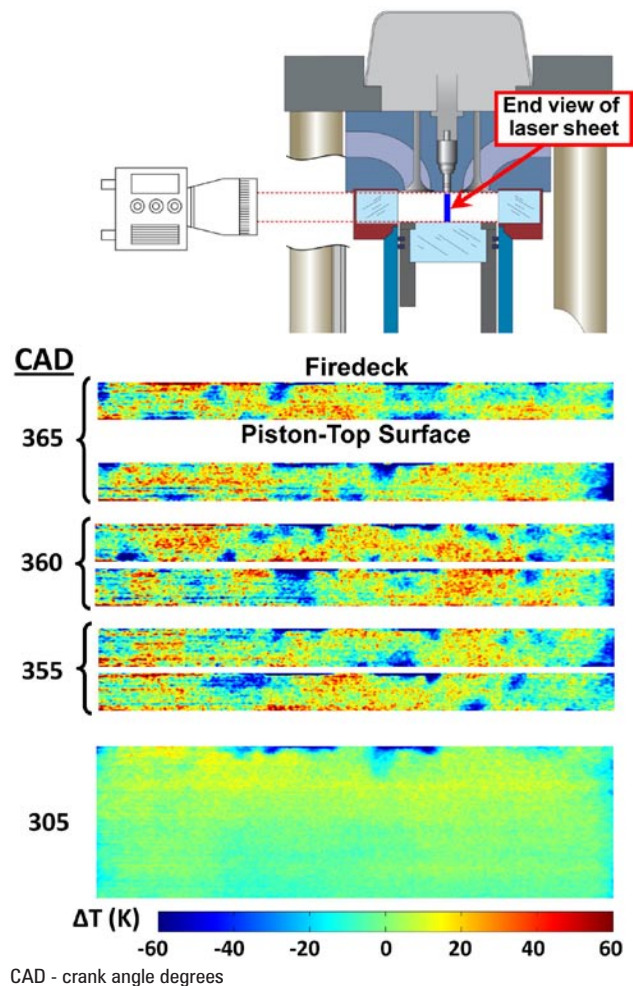 End view of
laser sheet
CAD
Firedeck
365
Piston-Top Surface
360
355
305
ΔT (K)
-60 -40 -20 0 20 40 60
CAD - crank angle degrees